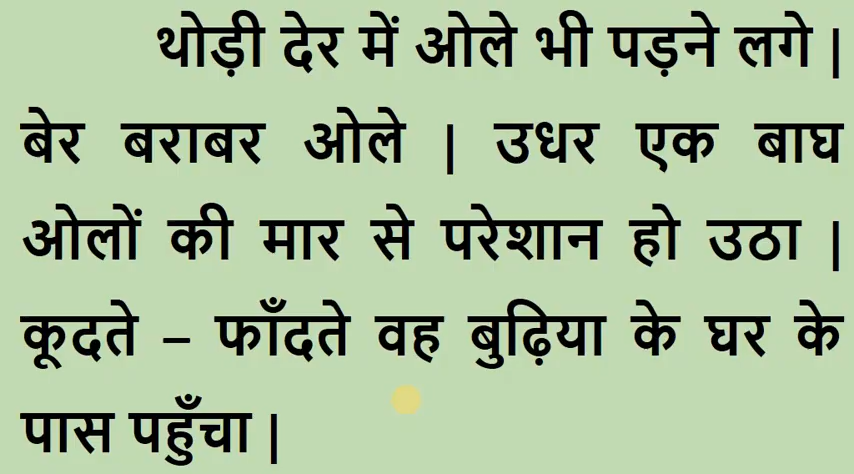 थोड़ी देर में ओले भी पड़ने लगे |
बेर बराबर ओले | उधर एक बाघ
ओलों की मार से परेशान हो उठा |
कूदते – फाँदते वह बुढ़िया के घर के
पास पहुँचा |